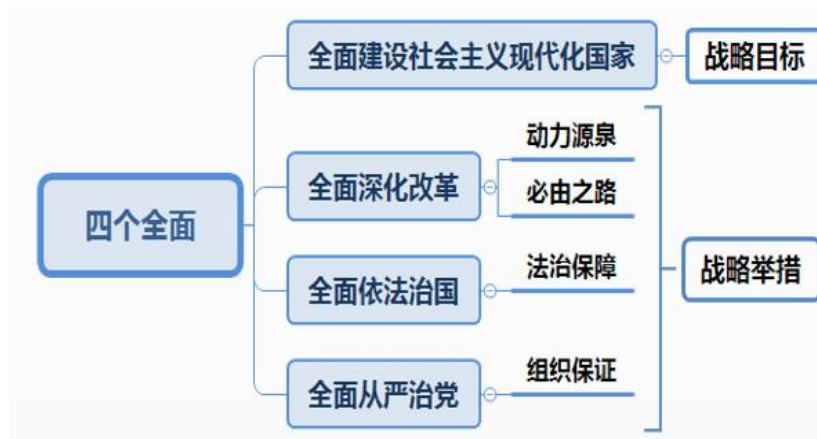 全面建设社会主义现代化国家
战略目标
四个全面
全面深化改革
动力源泉
必由之路
全面依法治国
法治保障
战略举措
全面从严治党
组织保证